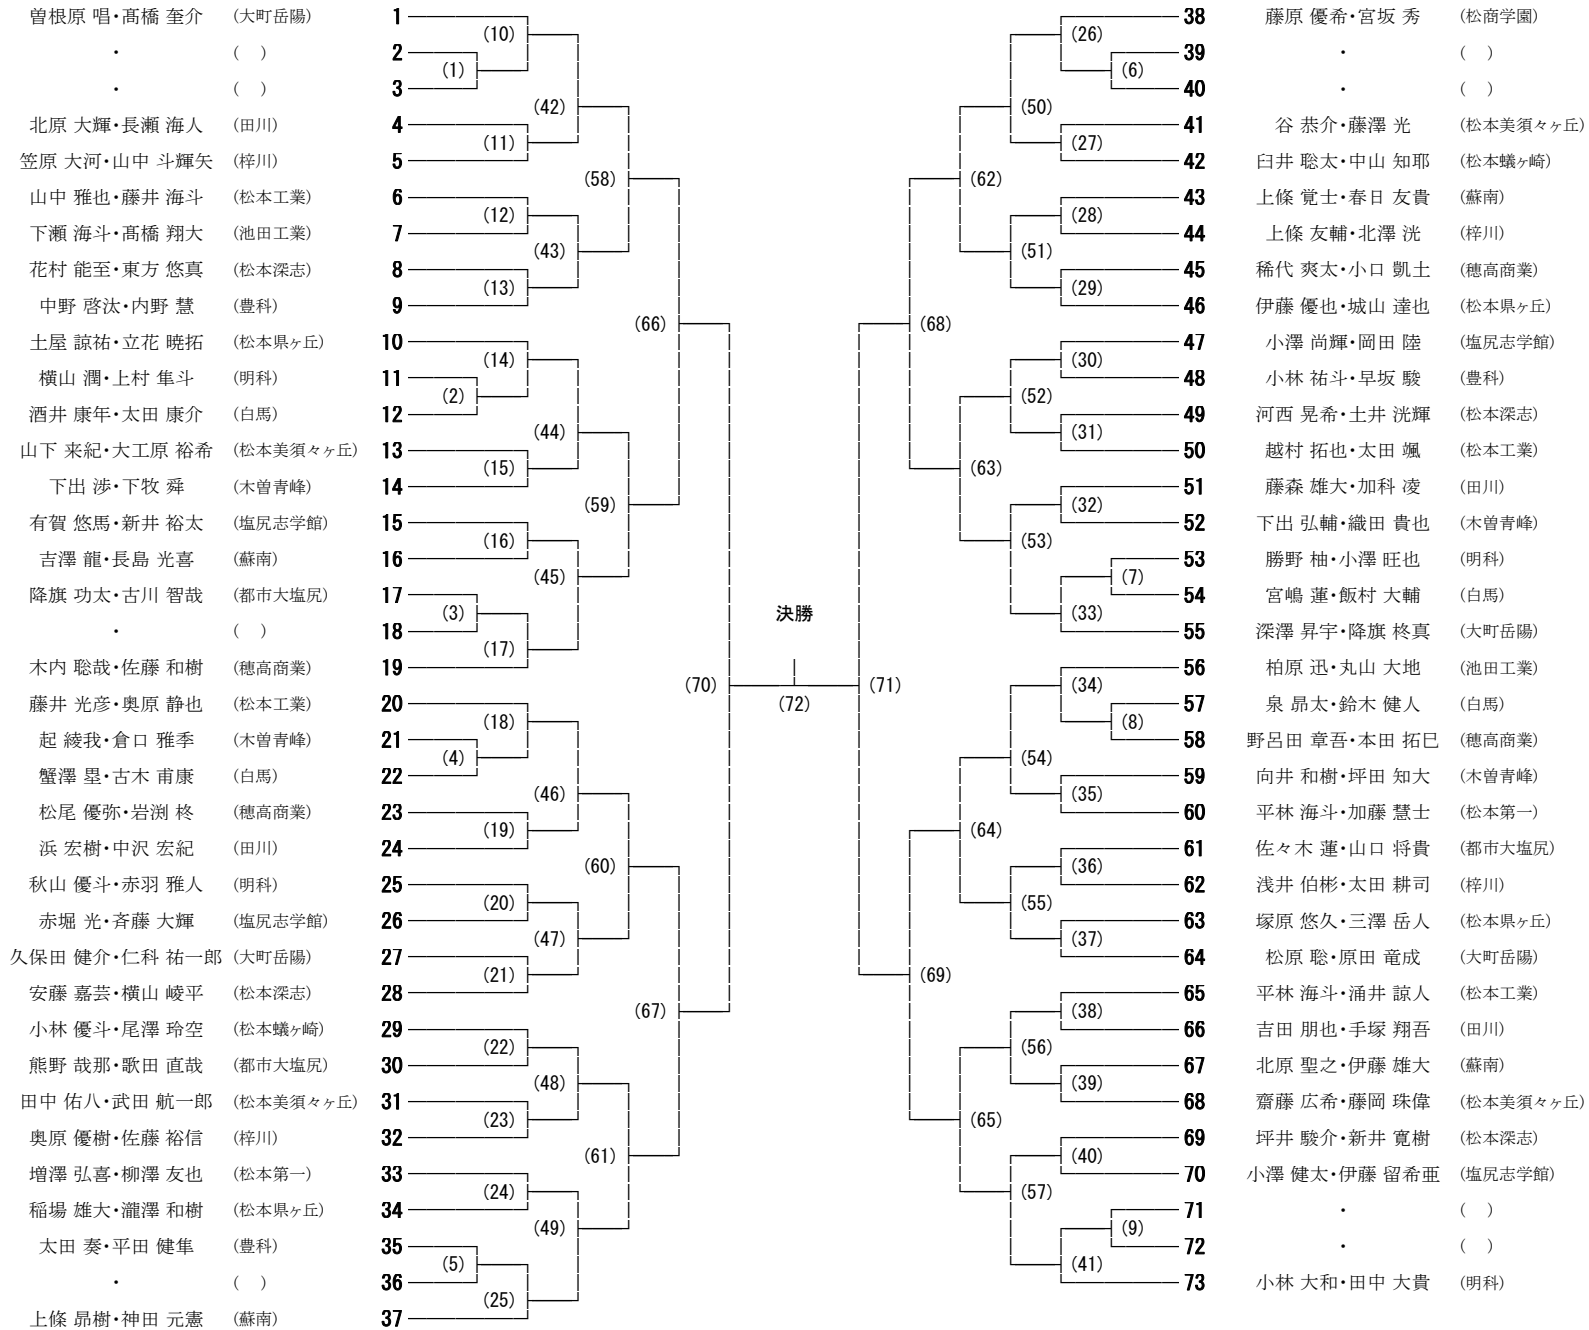 曽根原 唱・髙橋 奎介 (大町岳陽) 1
・ ( ) 2
・ ( ) 3
北原 大輝・長瀬 海人 (田川) 4
笠原 大河・山中 斗輝矢 (梓川) 5
山中 雅也・藤井 海斗 (松本工業) 6
下瀬 海斗・髙橋 翔大 (池田工業) 7
花村 能至・東方 悠真 (松本深志) 8
中野 啓汰・内野 慧 (豊科) 9
土屋 諒祐・立花 暁拓 (松本県ヶ丘) 10
横山 潤・上村 隼斗 (明科) 11
酒井 康年・太田 康介 (白馬) 12
山下 来紀・大工原 裕希 (松本美須々ヶ丘) 13
下出 渉・下牧 舜 (木曽青峰) 14
有賀 悠馬・新井 裕太 (塩尻志学館) 15
吉澤 龍・長島 光喜 (蘇南) 16
降旗 功太・古川 智哉 (都市大塩尻) 17
・ ( ) 18
木内 聡哉・佐藤 和樹 (穂高商業) 19
藤井 光彦・奥原 静也 (松本工業) 20
起 綾我・倉口 雅季 (木曽青峰) 21
蟹澤 塁・古木 甫康 (白馬) 22
松尾 優弥・岩渕 柊 (穂高商業) 23
浜 宏樹・中沢 宏紀 (田川) 24
秋山 優斗・赤羽 雅人 (明科) 25
赤堀 光・斉藤 大輝 (塩尻志学館) 26
久保田 健介・仁科 祐一郎 (大町岳陽) 27
安藤 嘉芸・横山 崚平 (松本深志) 28
小林 優斗・尾澤 玲空 (松本蟻ヶ崎) 29
熊野 哉那・歌田 直哉 (都市大塩尻) 30
田中 佑八・武田 航一郎 (松本美須々ヶ丘) 31
奥原 優樹・佐藤 裕信 (梓川) 32
増澤 弘喜・柳澤 友也 (松本第一) 33
稲場 雄大・瀧澤 和樹 (松本県ヶ丘) 34
太田 奏・平田 健隼 (豊科) 35
・ ( ) 36
上條 昴樹・神田 元憲 (蘇南) 37
(1)
(2)
(3)
(4)
(5)
(10)
(11)
(12)
(13)
(14)
(15)
(16)
(17)
(18)
(19)
(20)
(21)
(22)
(23)
(24)
(25)
(42)
(43)
(44)
(45)
(46)
(47)
(48)
(49)
(58)
(59)
(60)
(61)
(66)
(67)
(70)
決勝
(72)
(71)
(68)
(69)
(62)
(63)
(64)
(65)
(50)
(51)
(52)
(53)
(54)
(55)
(56)
(57)
(26)
(27)
(28)
(29)
(30)
(31)
(32)
(33)
(34)
(35)
(36)
(37)
(38)
(39)
(40)
(41)
(6)
(7)
(8)
(9)
38 藤原 優希・宮坂 秀 (松商学園)
39 ・ ( )
40 ・ ( )
41 谷 恭介・藤澤 光 (松本美須々ヶ丘)
42 臼井 聡太・中山 知耶 (松本蟻ヶ崎)
43 上條 覚士・春日 友貴 (蘇南)
44 上條 友輔・北澤 洸 (梓川)
45 稀代 爽太・小口 凱土 (穂高商業)
46 伊藤 優也・城山 達也 (松本県ヶ丘)
47 小澤 尚輝・岡田 陸 (塩尻志学館)
48 小林 祐斗・早坂 駿 (豊科)
49 河西 晃希・土井 洸輝 (松本深志)
50 越村 拓也・太田 颯 (松本工業)
51 藤森 雄大・加科 凌 (田川)
52 下出 弘輔・織田 貴也 (木曽青峰)
53 勝野 柚・小澤 旺也 (明科)
54 宮嶋 蓮・飯村 大輔 (白馬)
55 深澤 昇宇・降旗 柊真 (大町岳陽)
56 柏原 迅・丸山 大地 (池田工業)
57 泉 昴太・鈴木 健人 (白馬)
58 野呂田 章吾・本田 拓巳 (穂高商業)
59 向井 和樹・坪田 知大 (木曽青峰)
60 平林 海斗・加藤 慧士 (松本第一)
61 佐々木 蓮・山口 将貴 (都市大塩尻)
62 浅井 伯彬・太田 耕司 (梓川)
63 塚原 悠久・三澤 岳人 (松本県ヶ丘)
64 松原 聡・原田 竜成 (大町岳陽)
65 平林 海斗・涌井 諒人 (松本工業)
66 吉田 朋也・手塚 翔吾 (田川)
67 北原 聖之・伊藤 雄大 (蘇南)
68 齋藤 広希・藤岡 珠偉 (松本美須々ヶ丘)
69 坪井 駿介・新井 寛樹 (松本深志)
70 小澤 健太・伊藤 留希亜 (塩尻志学館)
71 ・ ( )
72 ・ ( )
73 小林 大和・田中 大貴 (明科)